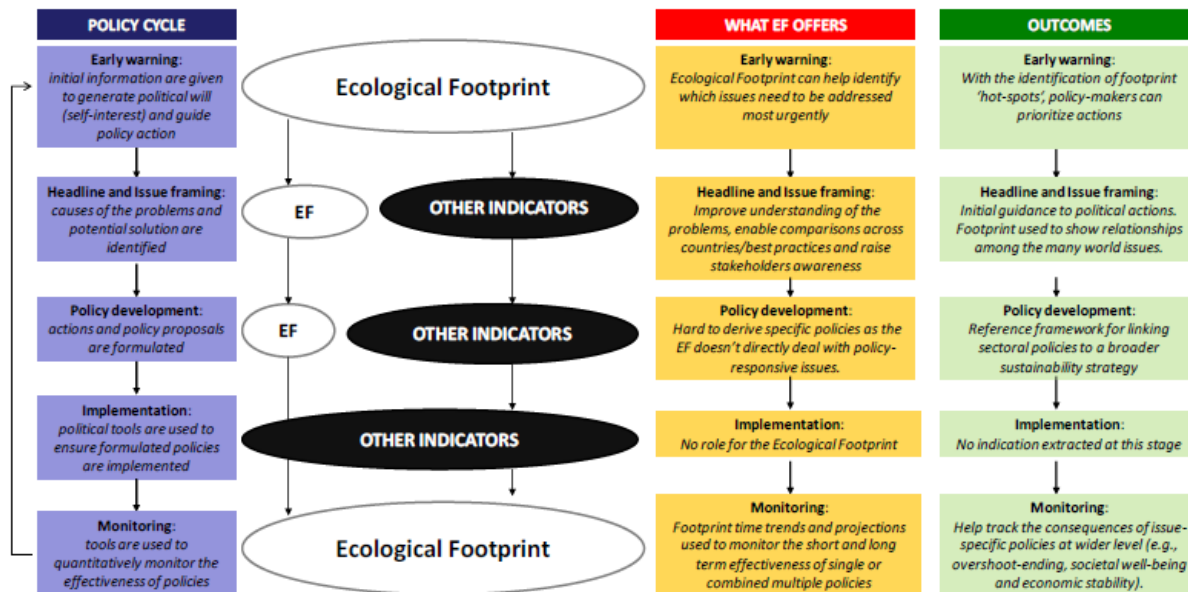 POLICY CYCLE
Early warning:
initial information are given
to generate political will
(self-interest) and guide
policy action
Headline and Issue framing:
causes of the problems and
potential solution are
identified
Policy development:
actions and policy proposals
are formulated
Implementation:
political tools are used to
ensure formulated policies
are implemented
Monitoring:
tools are used to
quantitatively monitor the
effectiveness of policies
Ecological Footprint
EF
OTHER INDICATORS
EF
OTHER INDICATORS
OTHER INDICATORS
Ecological Footprint
WHAT EF OFFERS
Early warning:
Ecological Footprint can help identify
which issues need to be addressed
most urgently
Headline and Issue framing:
Improve understanding of the
problems, enable comparisons across
countries/best practices and raise
stakeholders awareness
Policy development:
Hard to derive specific policies as the
EF doesn't directly deal with policy-
responsive issues.
Implementation:
No role for the Ecological Footprint
Monitoring:
Footprint time trends and projections
used to monitor the short and long
term effectiveness of single or
combined multiple policies
OUTCOMES
Early warning:
With the identification of footprint
'hot-spots', policy-makers can
prioritize actions
Headline and Issue framing:
Initial guidance to political actions.
Footprint used to show relationships
among the many world issues.
Policy development:
Reference framework for linking
sectoral policies to a broader
sustainability strategy
Implementation:
No indication extracted at this stage
Monitoring:
Help track the consequences of issue-
specific policies at wider level (e.g.,
overshoot-ending, societal well-being
and economic stability).